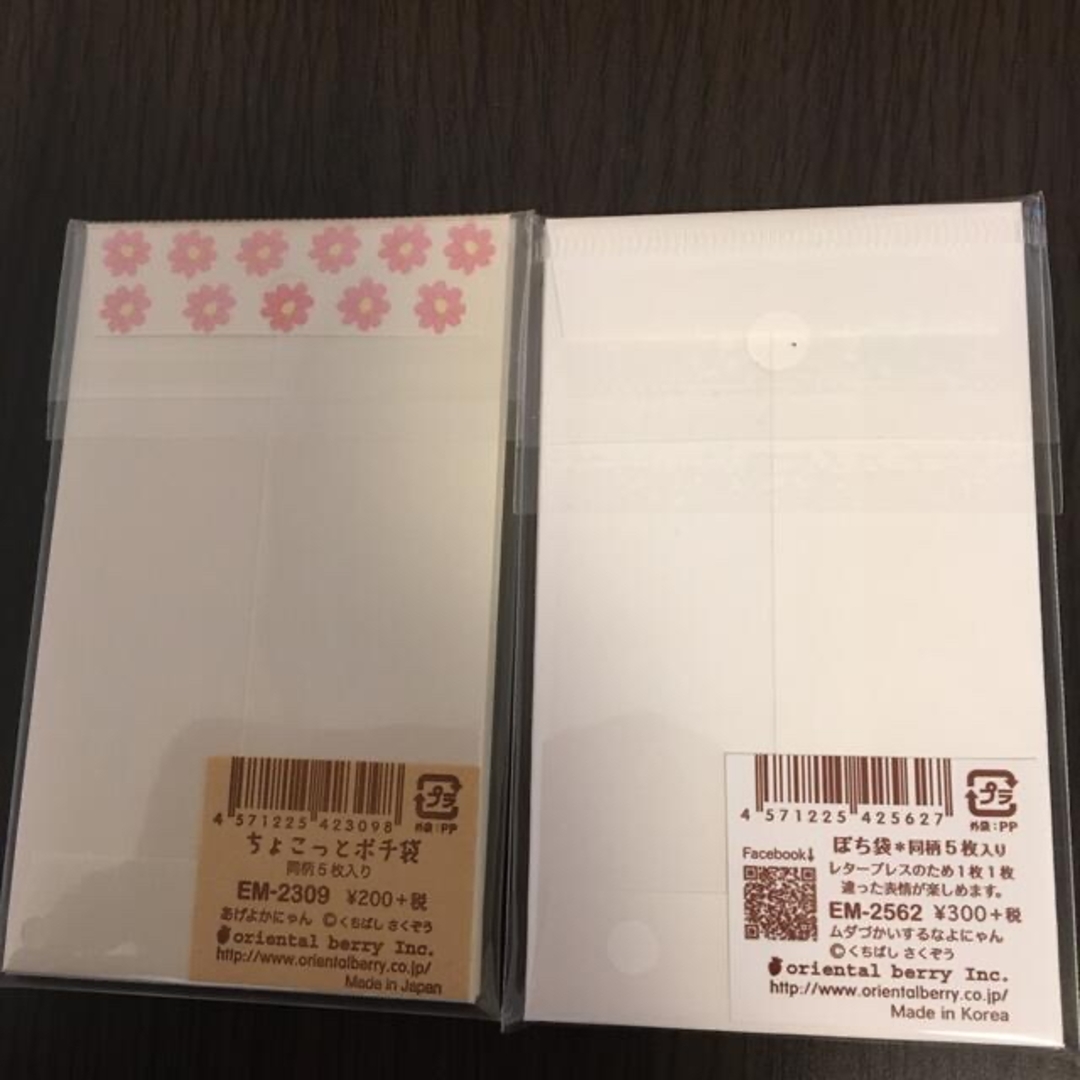 4 571225 423098
プラ
外袋:PP
ちょこっとポチ袋
同柄5枚入り
EM-2309 ¥200+税
あげよかにゃん ©くちばし さくぞう
oriental berry Inc.
http://www.orientalberry.co.jp/
Made in Japan
4 571225 425627
プラ
外袋:PP
Facebook↓
ぽち袋*同柄5枚入り
レタープレスのため1枚1枚
違った表情が楽しめます。
EM-2562 ¥300+税
ムダづかいするなよにゃん
©くちばし さくぞう
oriental berry Inc.
http://www.orientalberry.co.jp/
Made in Korea